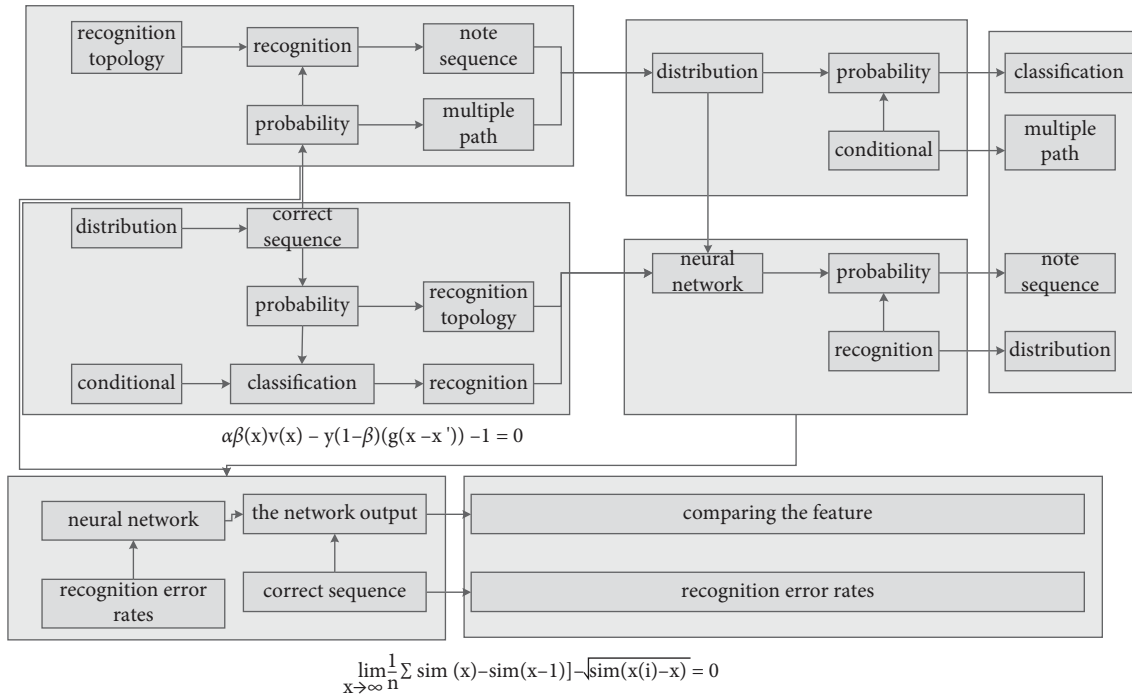 recognition
topology
recognition
note
sequence
probability
multiple
path
distribution
probability
conditional
classification
multiple
path
distribution
correct
sequence
probability
recognition
topology
conditional
classification
recognition
neural
network
probability
recognition
note
sequence
distribution
αβ(x)v(x) – y(1–β)(g(x –x ')) –1 = 0
neural network
the network output
recognition error
rates
correct sequence
comparing the feature
recognition error rates
lim 1/n Σ sim (x)–sim(x–1)]–√sim(x(i)–x) = 0
x→∞